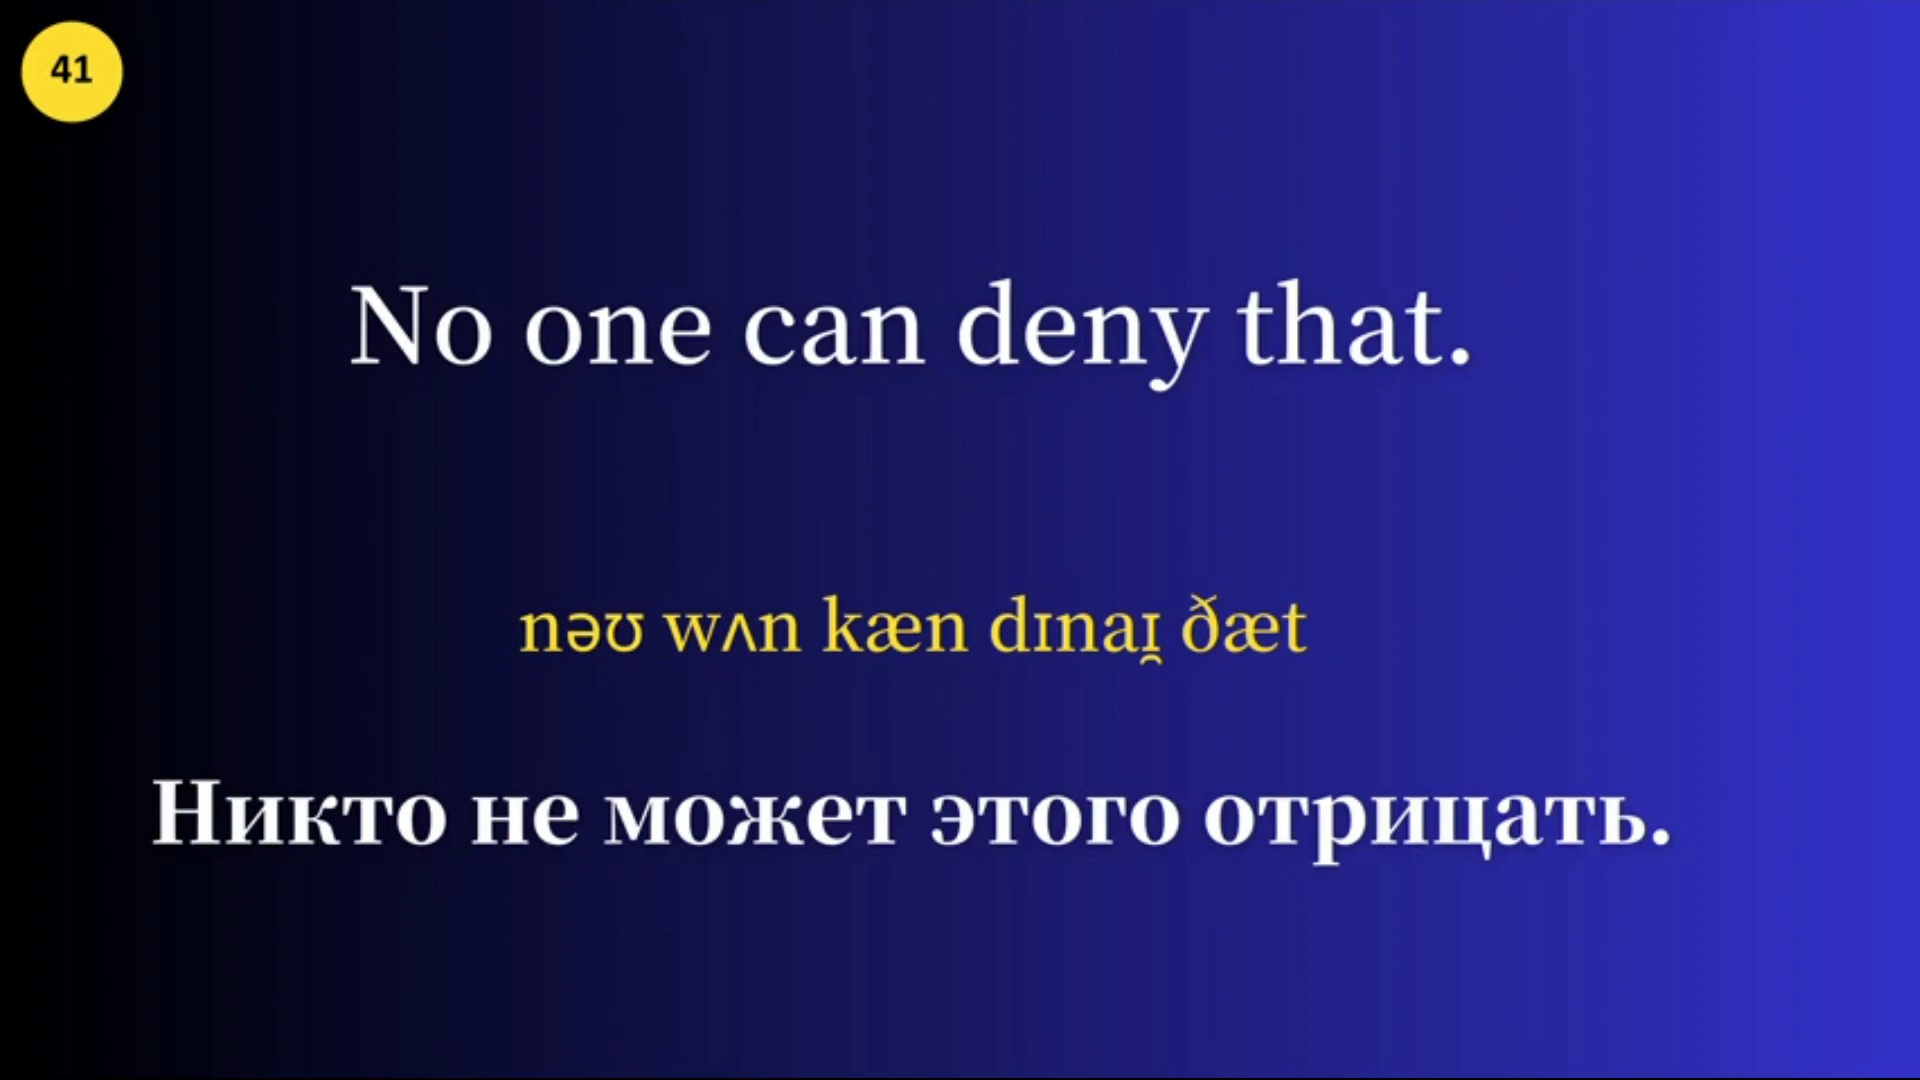 41
No one can deny that.
nəʊ wʌn kæn dɪnaɪ̯ ðæt
Никто не может этого отрицать.